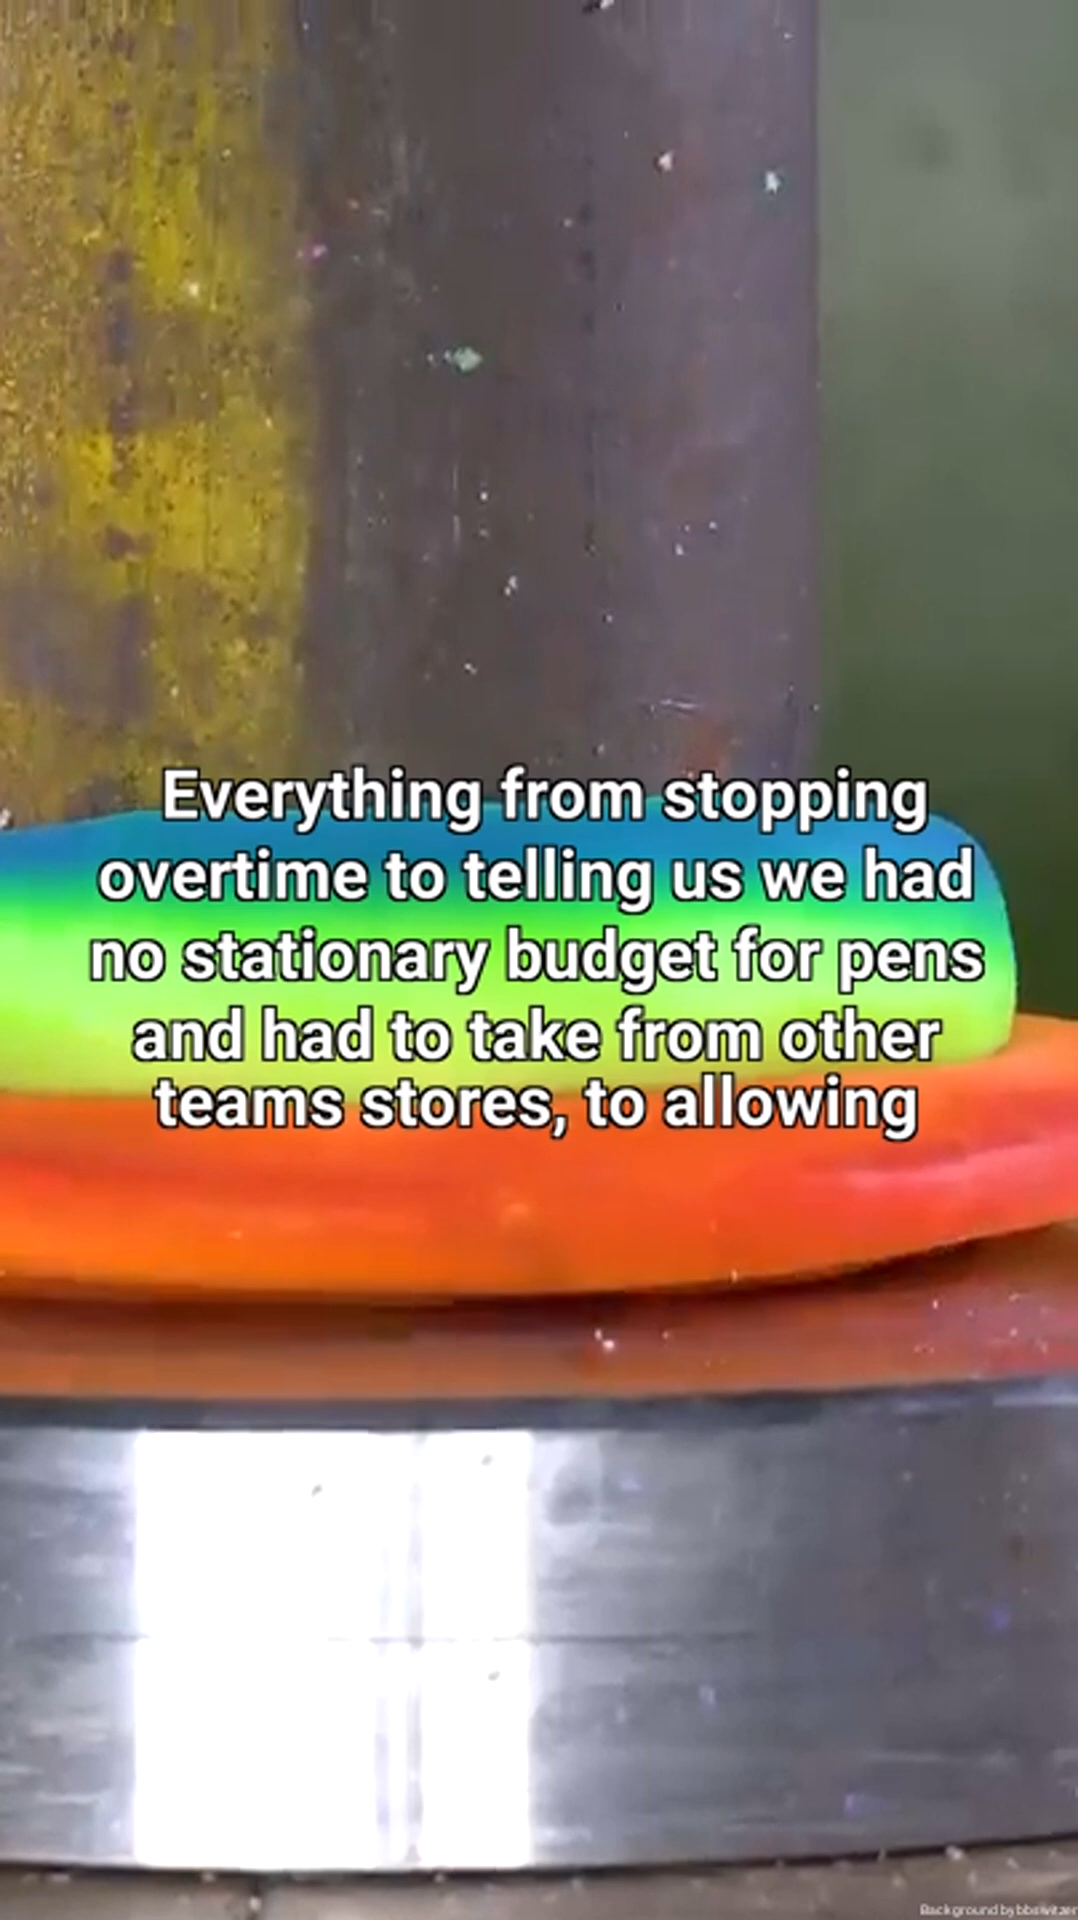 Everything from stopping
overtime to telling us we had
no stationary budget for pens
and had to take from other
teams stores, to allowing